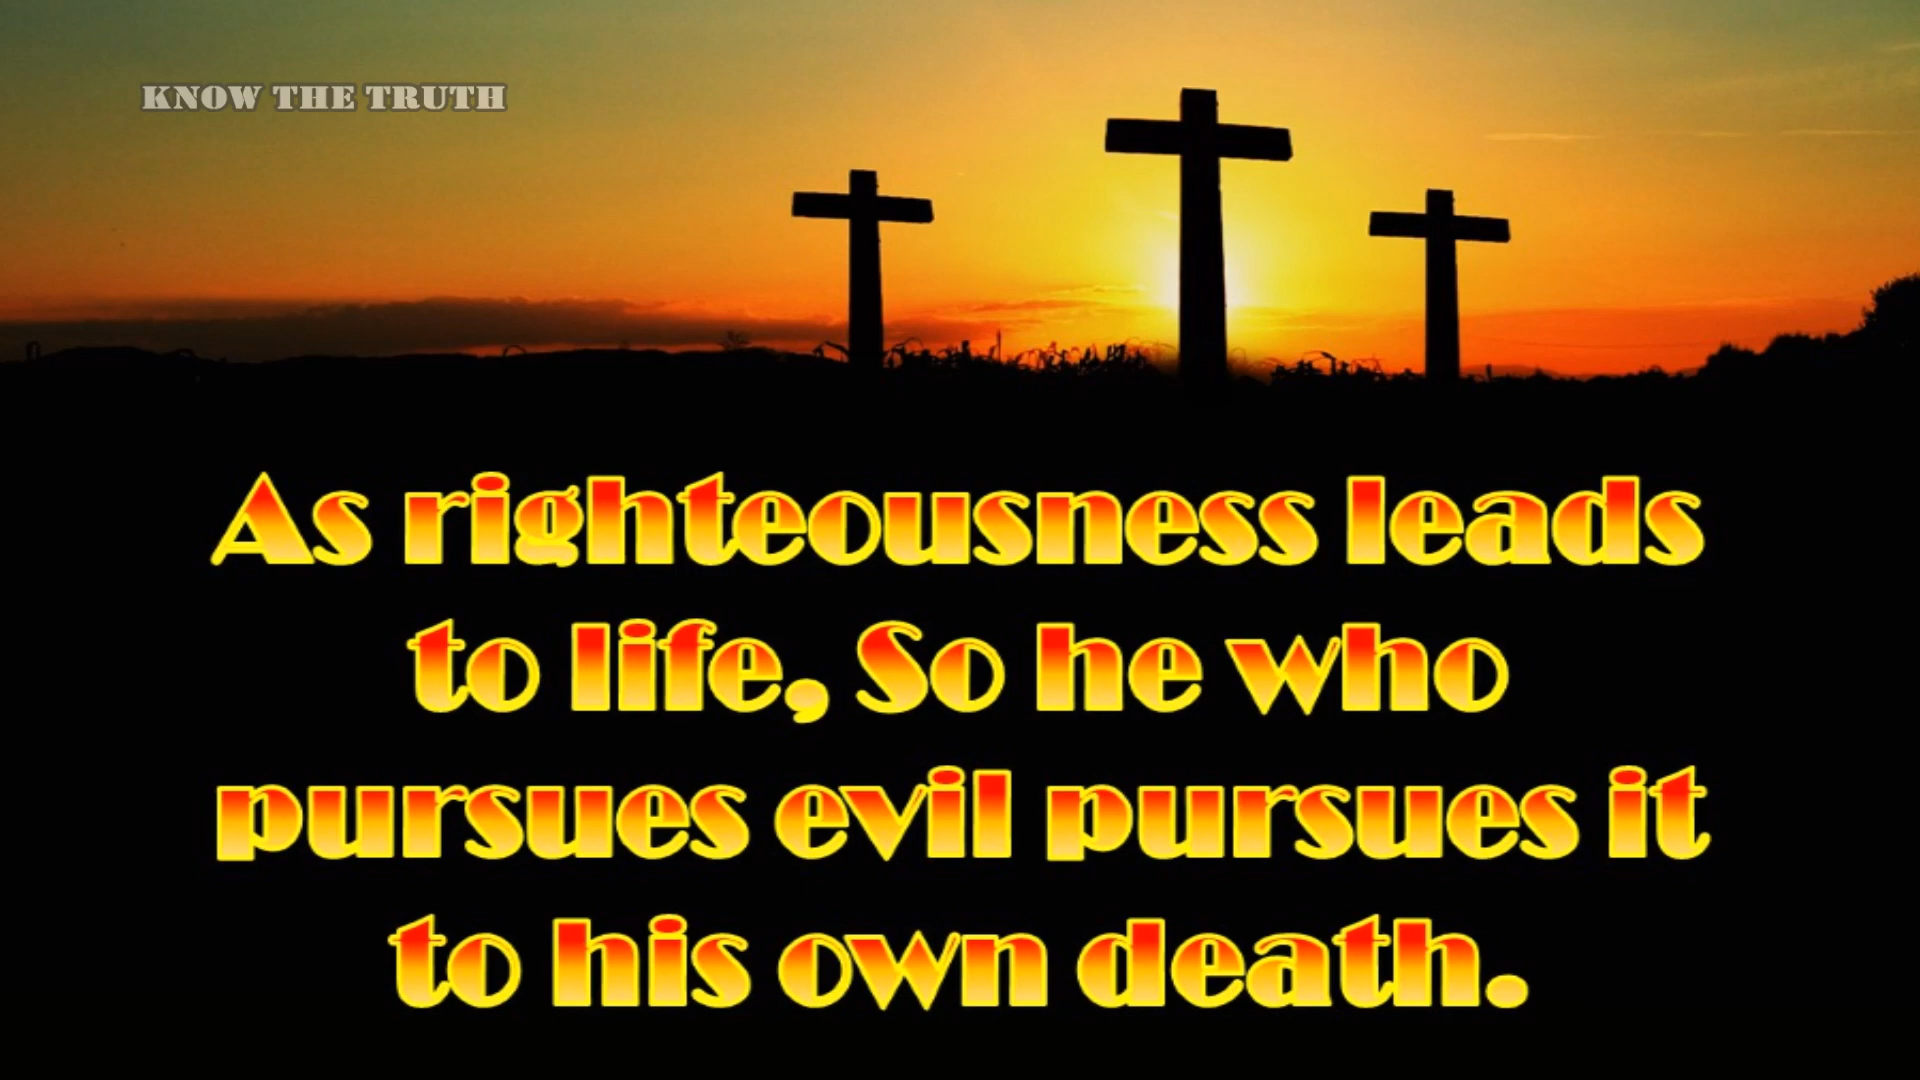 KNOW THE TRUTH
As righteousness leads
to life, So he who
pursues evil pursues it
to his own death.